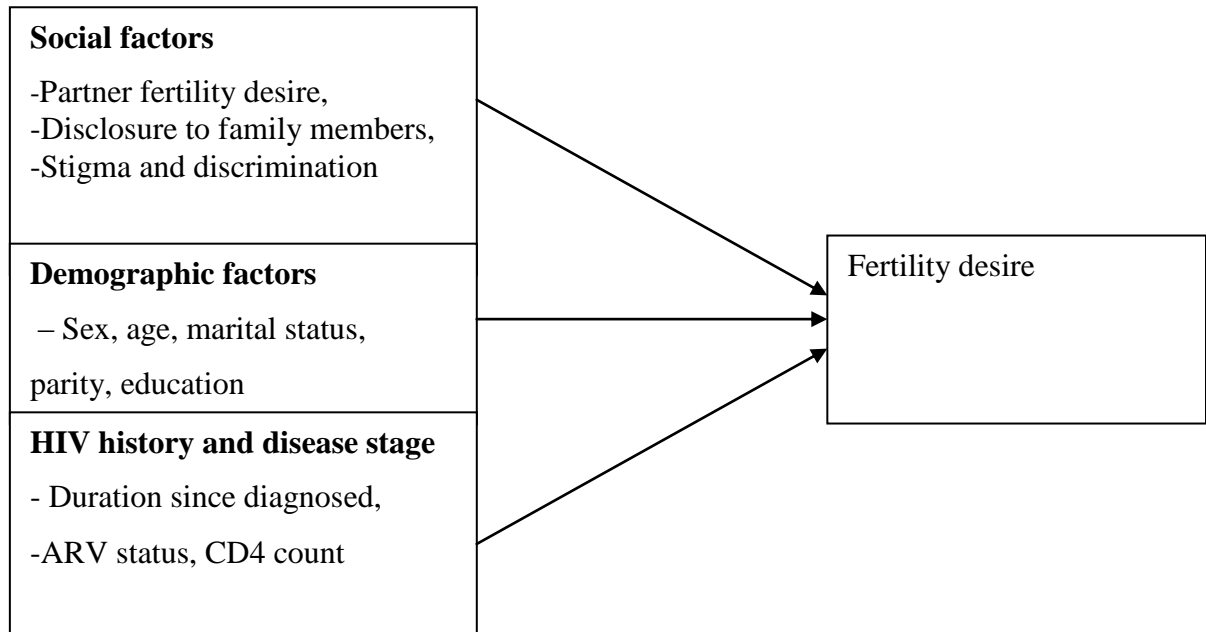 Social factors
-Partner fertility desire,
-Disclosure to family members,
-Stigma and discrimination
Demographic factors
– Sex, age, marital status,
parity, education
HIV history and disease stage
- Duration since diagnosed,
-ARV status, CD4 count
Fertility desire